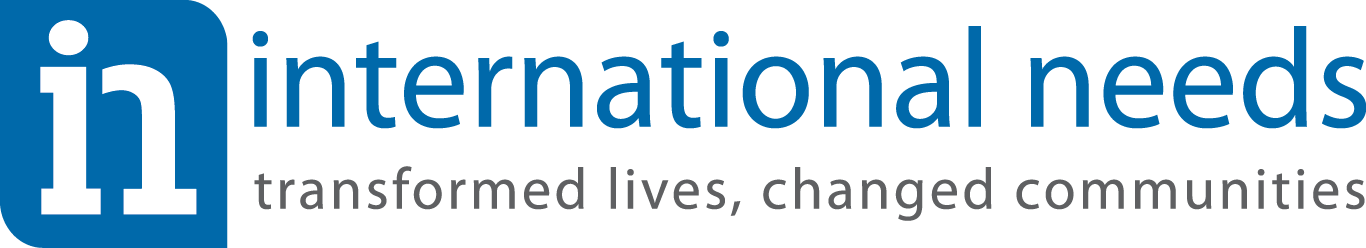 in
international needs
transformed lives, changed communities